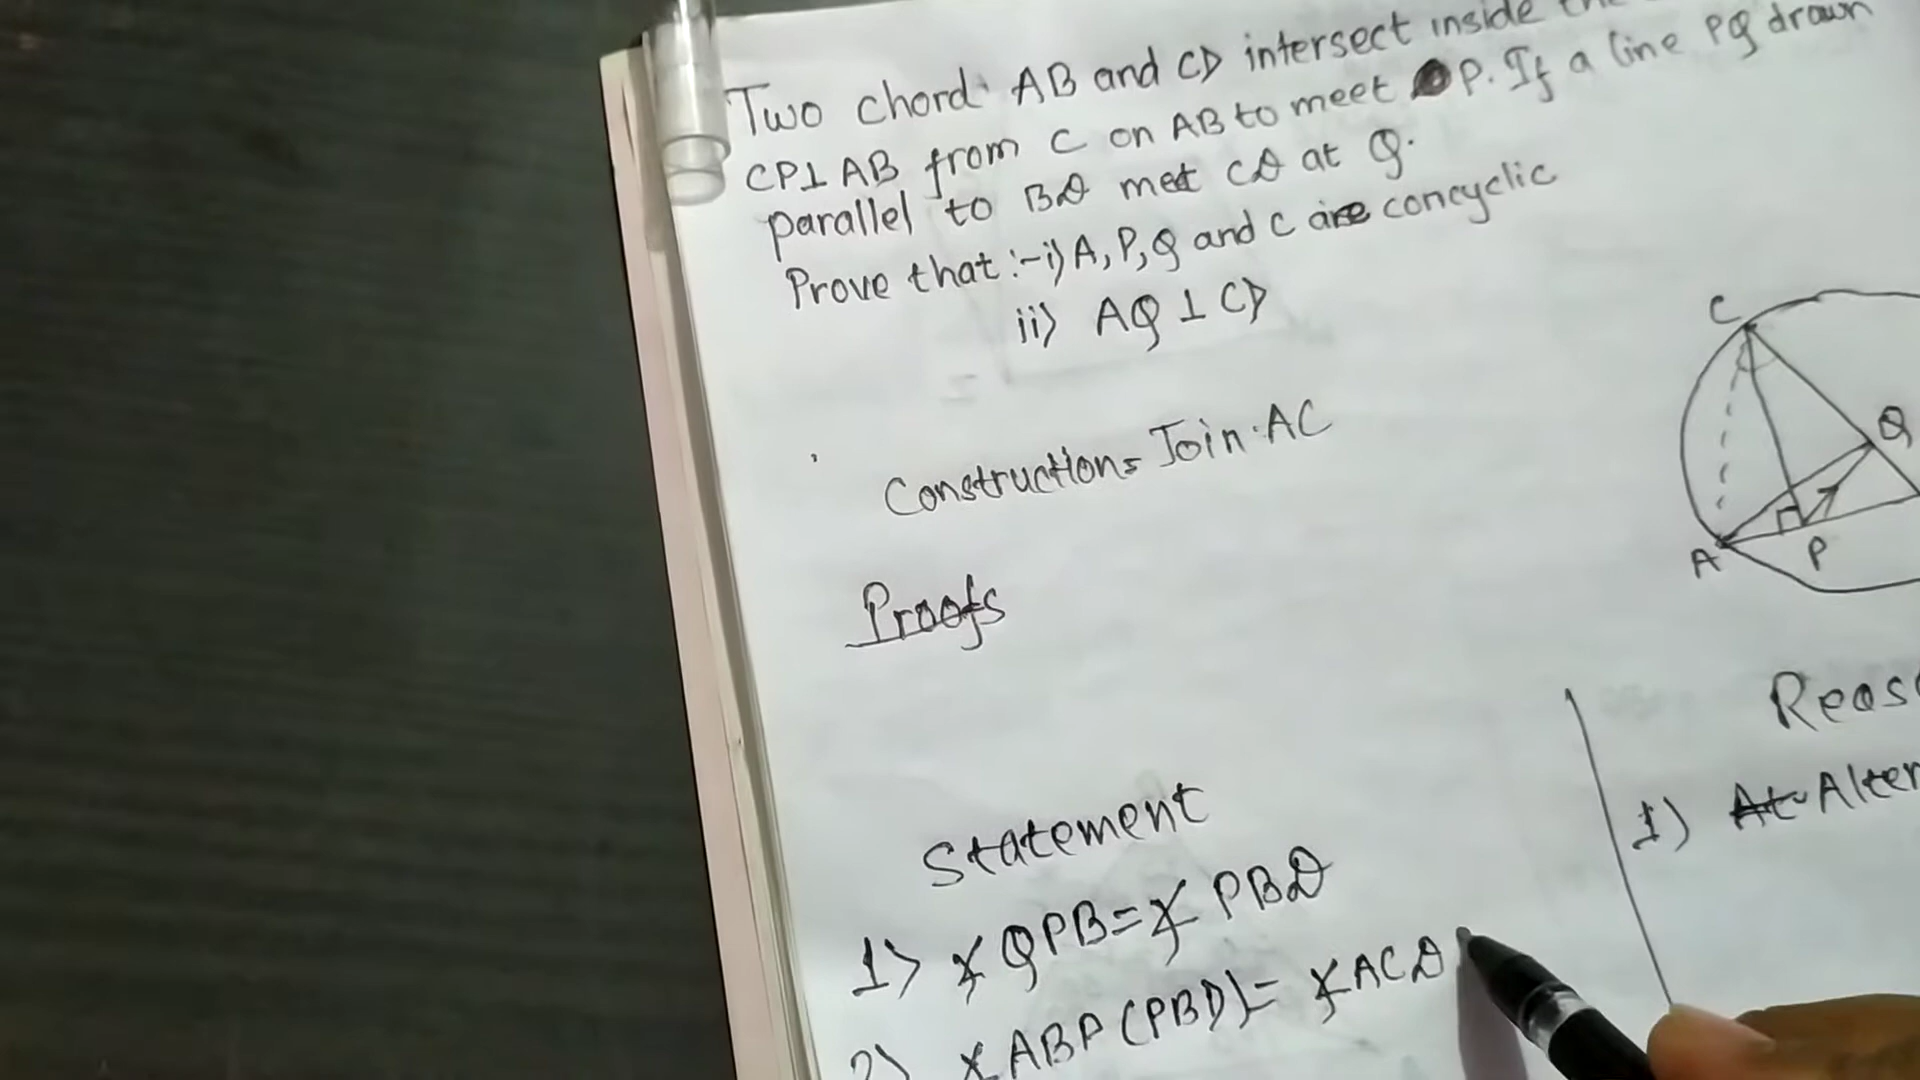 Two chord AB and CD intersect inside the
CP⊥AB from C on AB to meet P. If a line PQ drawn
parallel to BD meet CD at Q.
Prove that :- i) A, P, Q and C are concyclic
ii) AQ ⊥ CD
C
Construction= Join AC
Q
A
P
Proofs
Reas
Statement
1) ∡QPB=∡PBD
1) Alter
2) ∡ABP (PBD)= ∡ACD